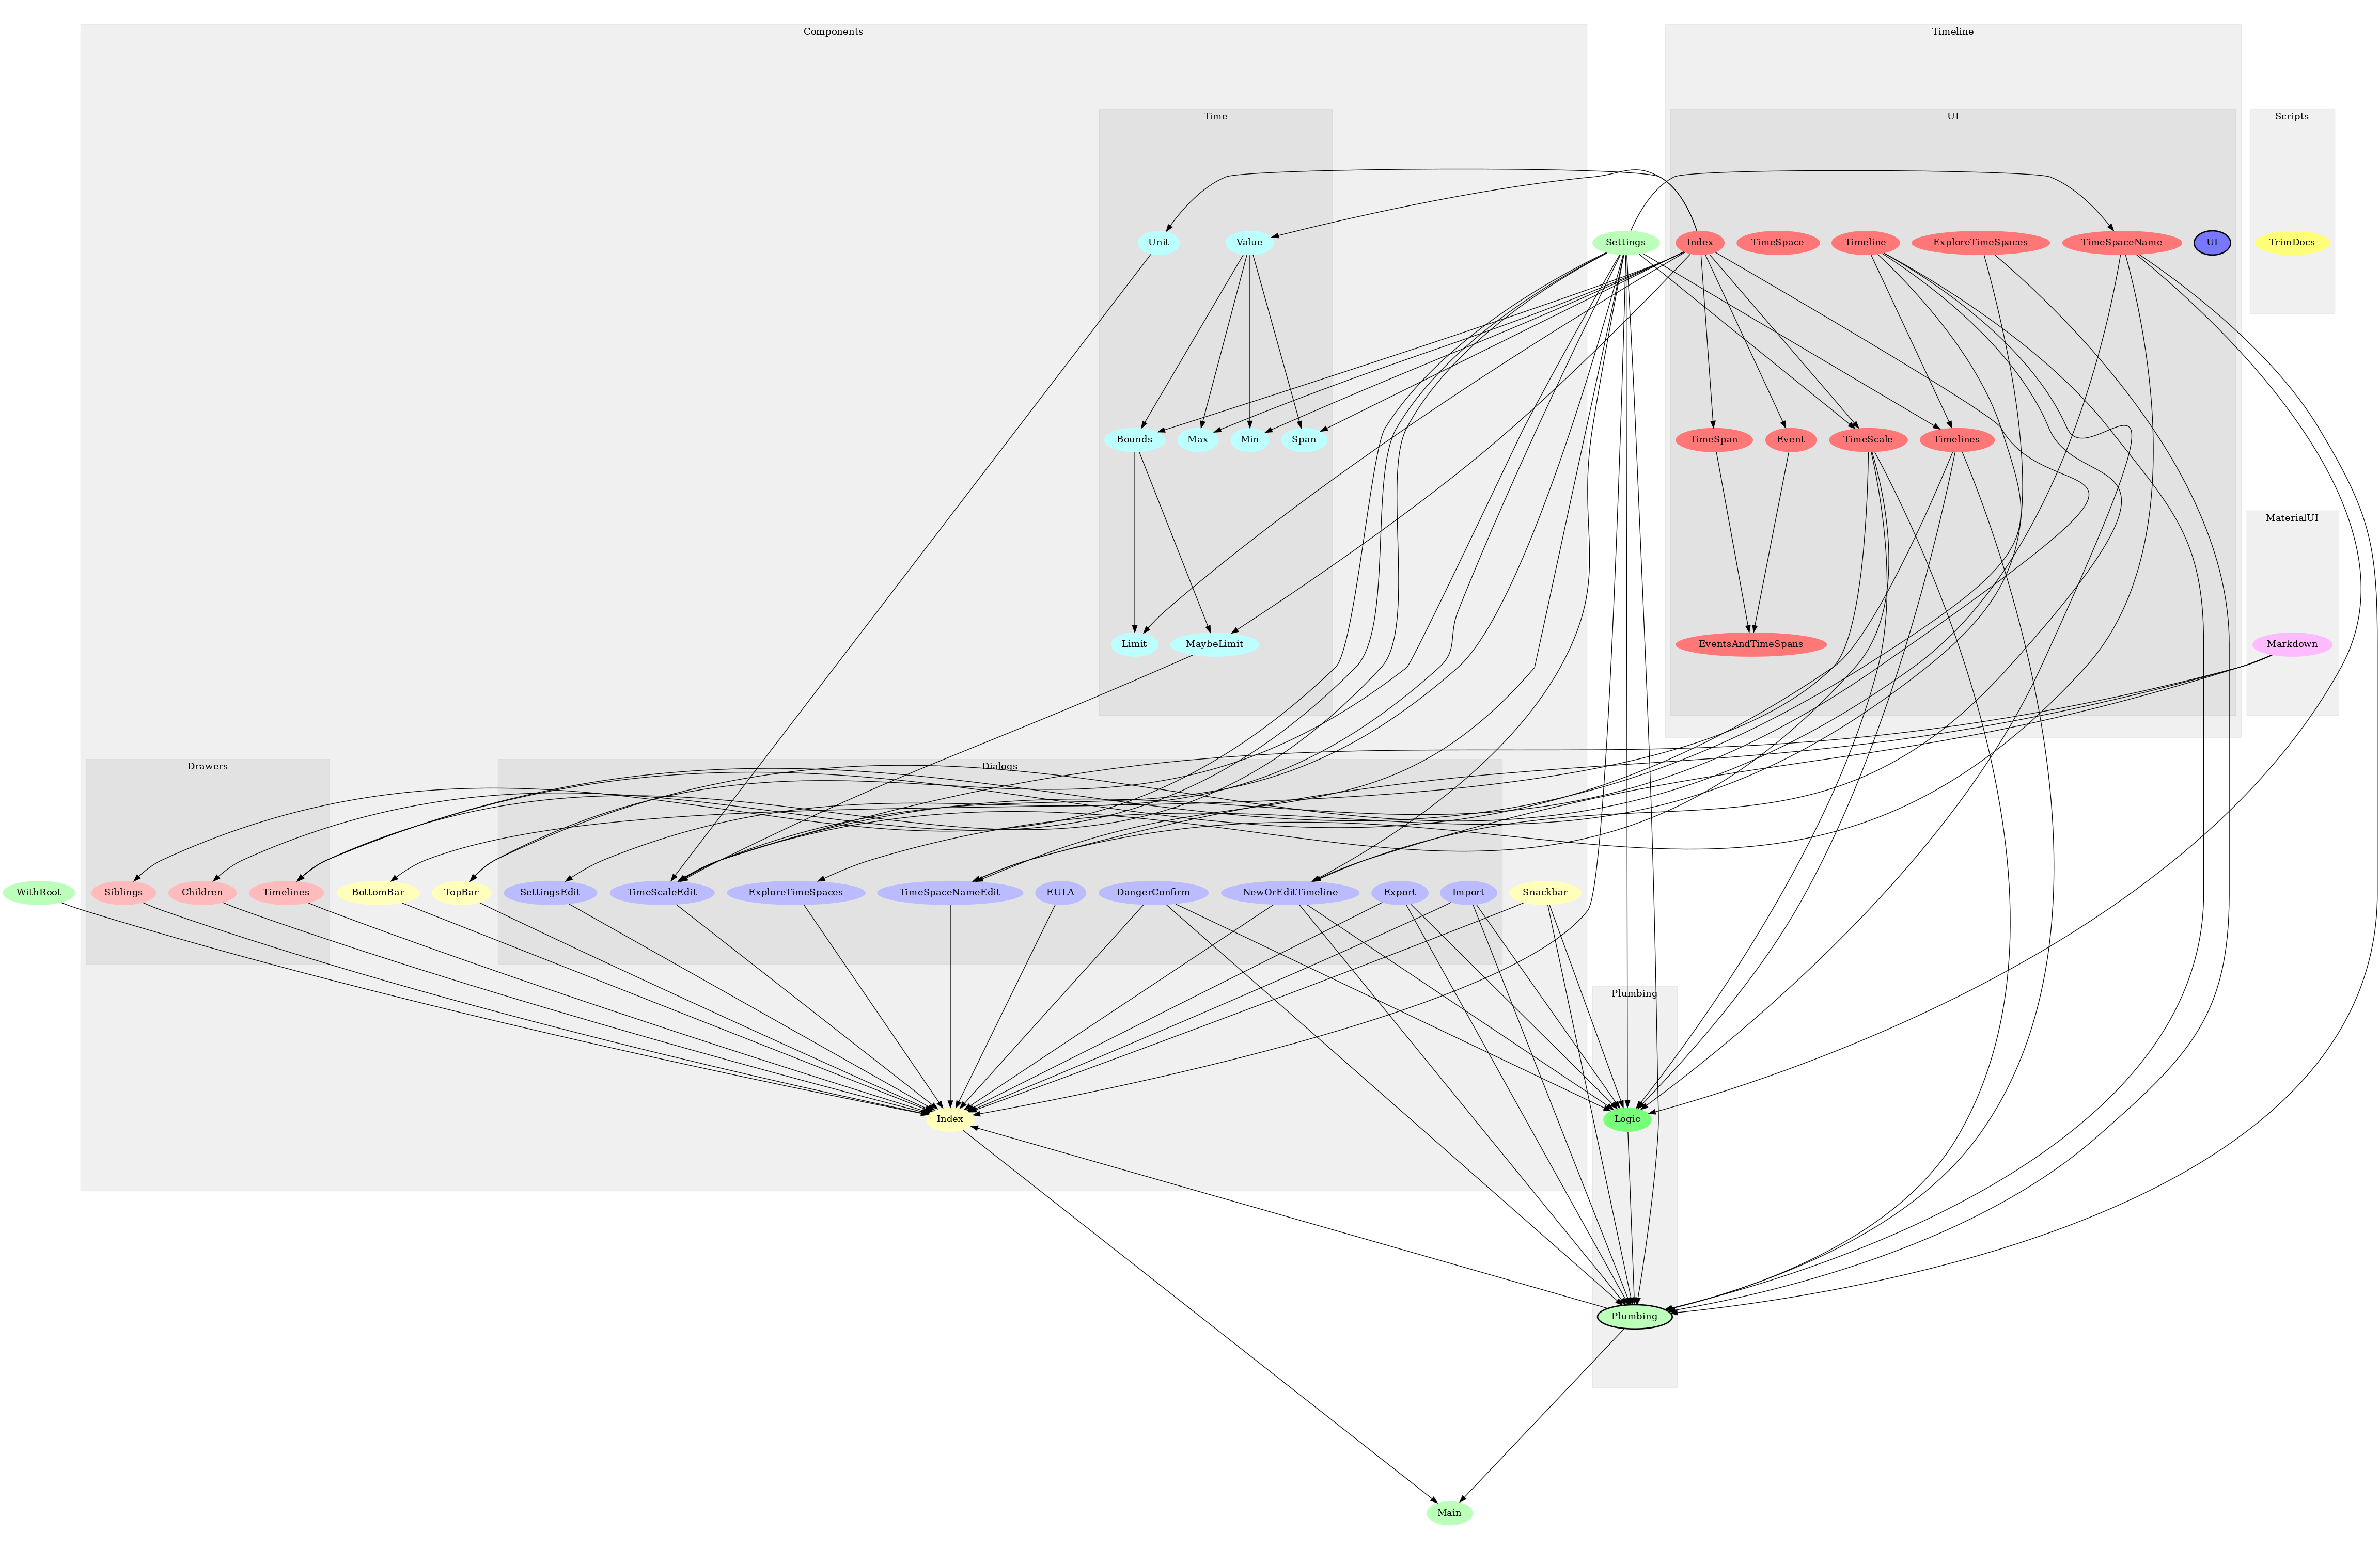 Components
Timeline
Time
UI
Scripts
Unit
Value
Settings
Index
TimeSpace
Timeline
ExploreTimeSpaces
TimeSpaceName
UI
TrimDocs
Bounds
Max
Min
Span
TimeSpan
Event
TimeScale
Timelines
MaterialUI
Limit
MaybeLimit
EventsAndTimeSpans
Markdown
Drawers
Dialogs
WithRoot
Siblings
Children
Timelines
BottomBar
TopBar
SettingsEdit
TimeScaleEdit
ExploreTimeSpaces
TimeSpaceNameEdit
EULA
DangerConfirm
NewOrEditTimeline
Export
Import
Snackbar
Plumbing
Index
Logic
Plumbing
Main